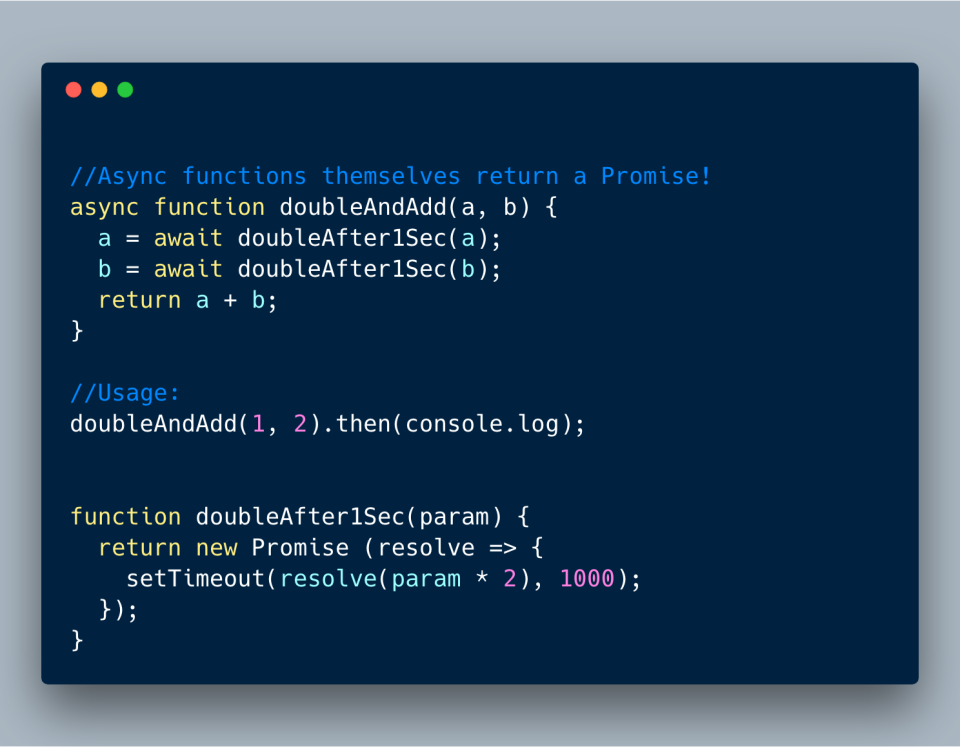 //Async functions themselves return a Promise!
async function doubleAndAdd(a, b) {
  a = await doubleAfter1Sec(a);
  b = await doubleAfter1Sec(b);
  return a + b;
}
//Usage:
doubleAndAdd(1, 2).then(console.log);
function doubleAfter1Sec(param) {
  return new Promise (resolve => {
    setTimeout(resolve(param * 2), 1000);
  });
}